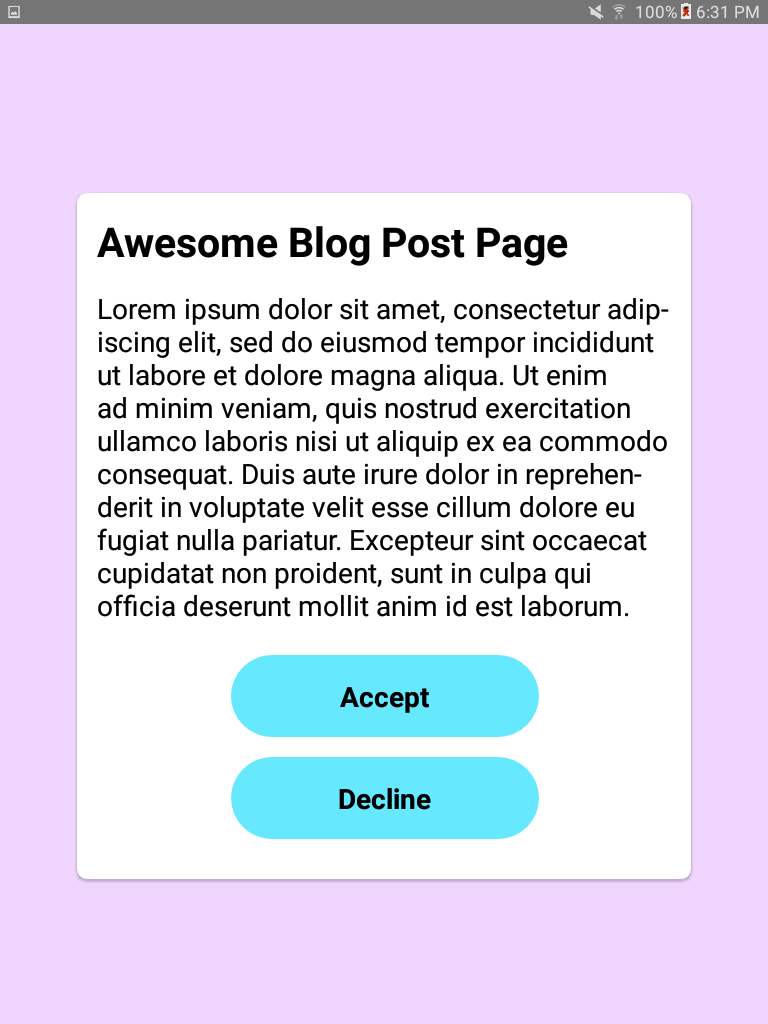 100% 6:31 PM
Awesome Blog Post Page
Lorem ipsum dolor sit amet, consectetur adip-
iscing elit, sed do eiusmod tempor incididunt
ut labore et dolore magna aliqua. Ut enim
ad minim veniam, quis nostrud exercitation
ullamco laboris nisi ut aliquip ex ea commodo
consequat. Duis aute irure dolor in reprehen-
derit in voluptate velit esse cillum dolore eu
fugiat nulla pariatur. Excepteur sint occaecat
cupidatat non proident, sunt in culpa qui
officia deserunt mollit anim id est laborum.
Accept
Decline